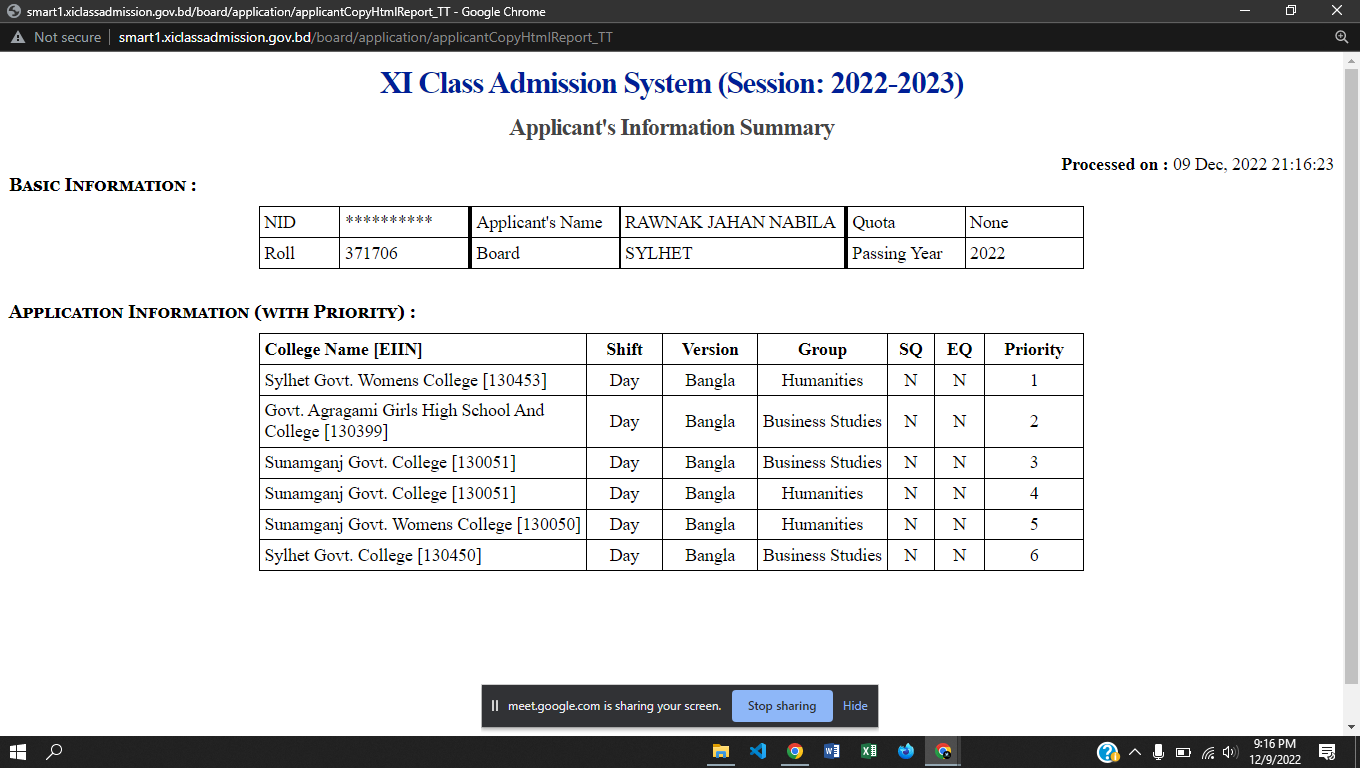 smart1.xiclassadmission.gov.bd/board/application/applicantCopyHtmlReport_TT - Google Chrome
Not secure | smart1.xiclassadmission.gov.bd/board/application/applicantCopyHtmlReport_TT
XI Class Admission System (Session: 2022-2023)
Applicant's Information Summary
Processed on : 09 Dec, 2022 21:16:23
BASIC INFORMATION :
NID ********** Applicant's Name RAWNAK JAHAN NABILA Quota None
Roll 371706 Board SYLHET Passing Year 2022
APPLICATION INFORMATION (WITH PRIORITY) :
College Name [EIIN] Shift Version Group SQ EQ Priority
Sylhet Govt. Womens College [130453] Day Bangla Humanities N N 1
Govt. Agragami Girls High School And
College [130399] Day Bangla Business Studies N N 2
Sunamganj Govt. College [130051] Day Bangla Business Studies N N 3
Sunamganj Govt. College [130051] Day Bangla Humanities N N 4
Sunamganj Govt. Womens College [130050] Day Bangla Humanities N N 5
Sylhet Govt. College [130450] Day Bangla Business Studies N N 6
meet.google.com is sharing your screen. Stop sharing Hide
9:16 PM
12/9/2022